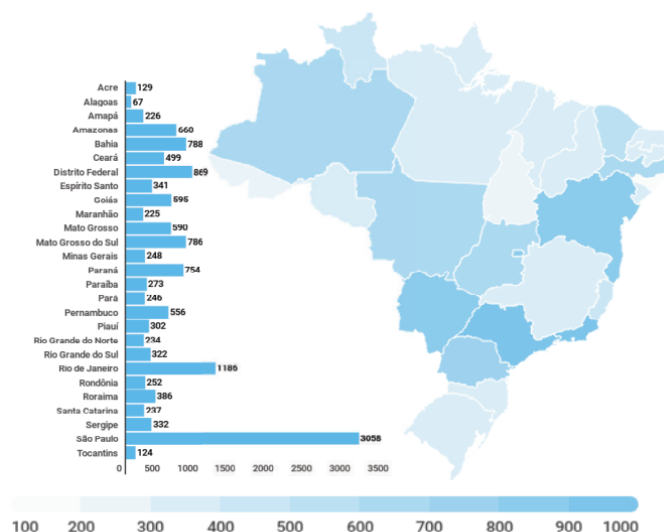 Acre 129
Alagoas 67
Amapá 226
Amazonas 660
Bahia 788
Ceará 499
Distrito Federal 869
Espírito Santo 341
Goiás 595
Maranhão 225
Mato Grosso 590
Mato Grosso do Sul 786
Minas Gerais 248
Paraná 754
Paraíba 273
Pará 246
Pernambuco 556
Piauí 302
Rio Grande do Norte 234
Rio Grande do Sul 322
Rio de Janeiro 1186
Rondônia 252
Roraima 386
Santa Catarina 237
Sergipe 332
São Paulo 3058
Tocantins 124
0 500 1000 1500 2000 2500 3000 3500
100 200 300 400 500 600 700 800 900 1000